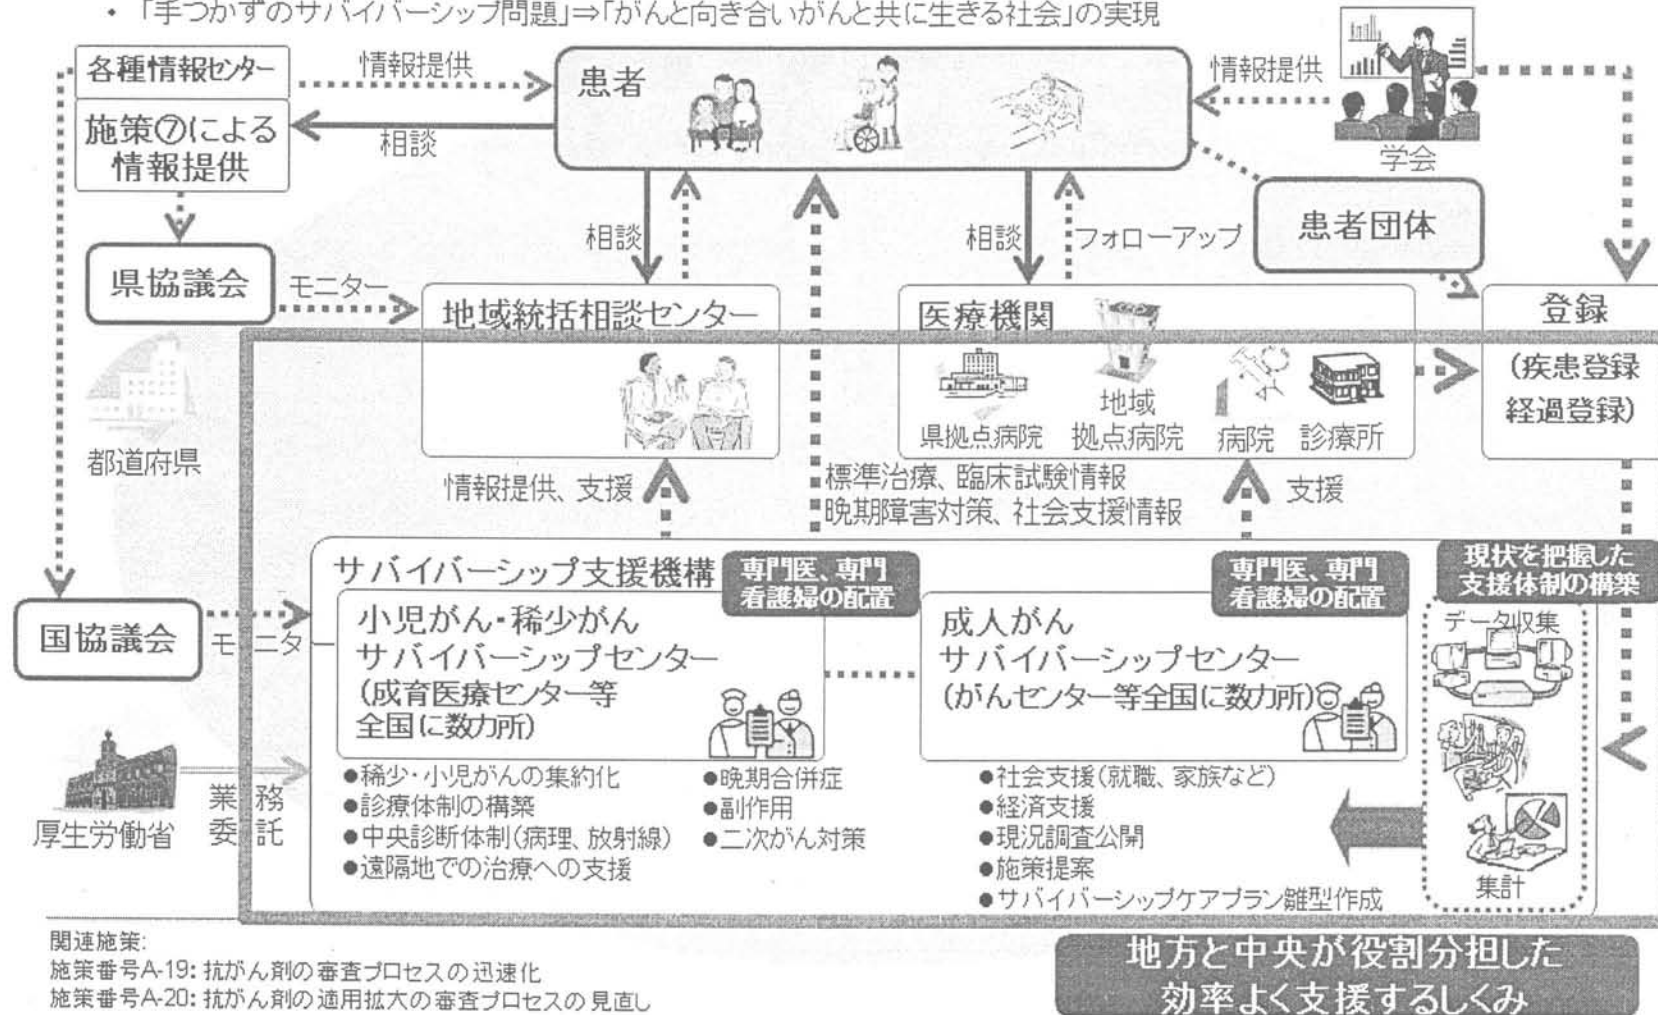 ・「手つかずのサバイバーシップ問題」⇒「がんと向き合いがんと共に生きる社会」の実現
各種情報センター
情報提供
患者
情報提供
施策⑦による
情報提供
相談
学会
相談
相談
フォローアップ
患者団体
県協議会
モニター
地域統括相談センター
医療機関
登録
(疾患登録
経過登録)
都道府県
県拠点病院
地域
拠点病院
病院
診療所
情報提供、支援
標準治療、臨床試験情報
晩期障害対策、社会支援情報
支援
サバイバーシップ支援機構
専門医、専門
看護婦の配置
専門医、専門
看護婦の配置
現状を把握した
支援体制の構築
国協議会
モニター
小児がん・稀少がん
サバイバーシップセンター
(成育医療センター等
全国に数カ所)
成人がん
サバイバーシップセンター
(がんセンター等全国に数カ所)
データ収集
厚生労働省
業務
委託
●稀少・小児がんの集約化
●診療体制の構築
●中央診断体制(病理、放射線)
●遠隔地での治療への支援
●晩期合併症
●副作用
●二次がん対策
●社会支援(就職、家族など)
●経済支援
●現況調査公開
●施策提案
●サバイバーシップケアプラン雛型作成
集計
関連施策:
施策番号A-19: 抗がん剤の審査プロセスの迅速化
施策番号A-20: 抗がん剤の適用拡大の審査プロセスの見直し
地方と中央が役割分担した
効率よく支援するしくみ